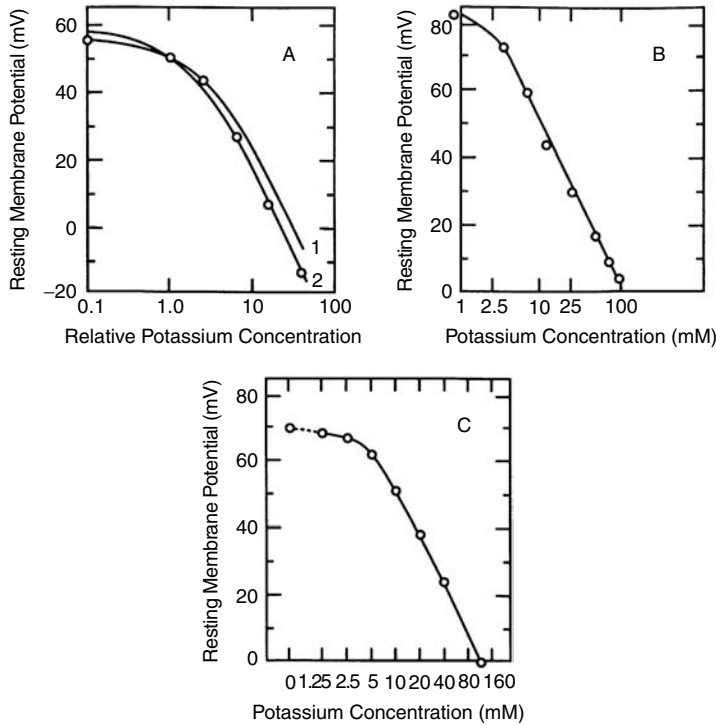 Resting Membrane Potential (mV)
60
40
20
0
−20
A
1
2
0.1 1.0 10 100
Relative Potassium Concentration
Resting Membrane Potential (mV)
80
60
40
20
0
B
1 2.5 10 25 100
Potassium Concentration (mM)
Resting Membrane Potential (mV)
80
60
40
20
0
C
0 1.25 2.5 5 10 20 40 80 160
Potassium Concentration (mM)